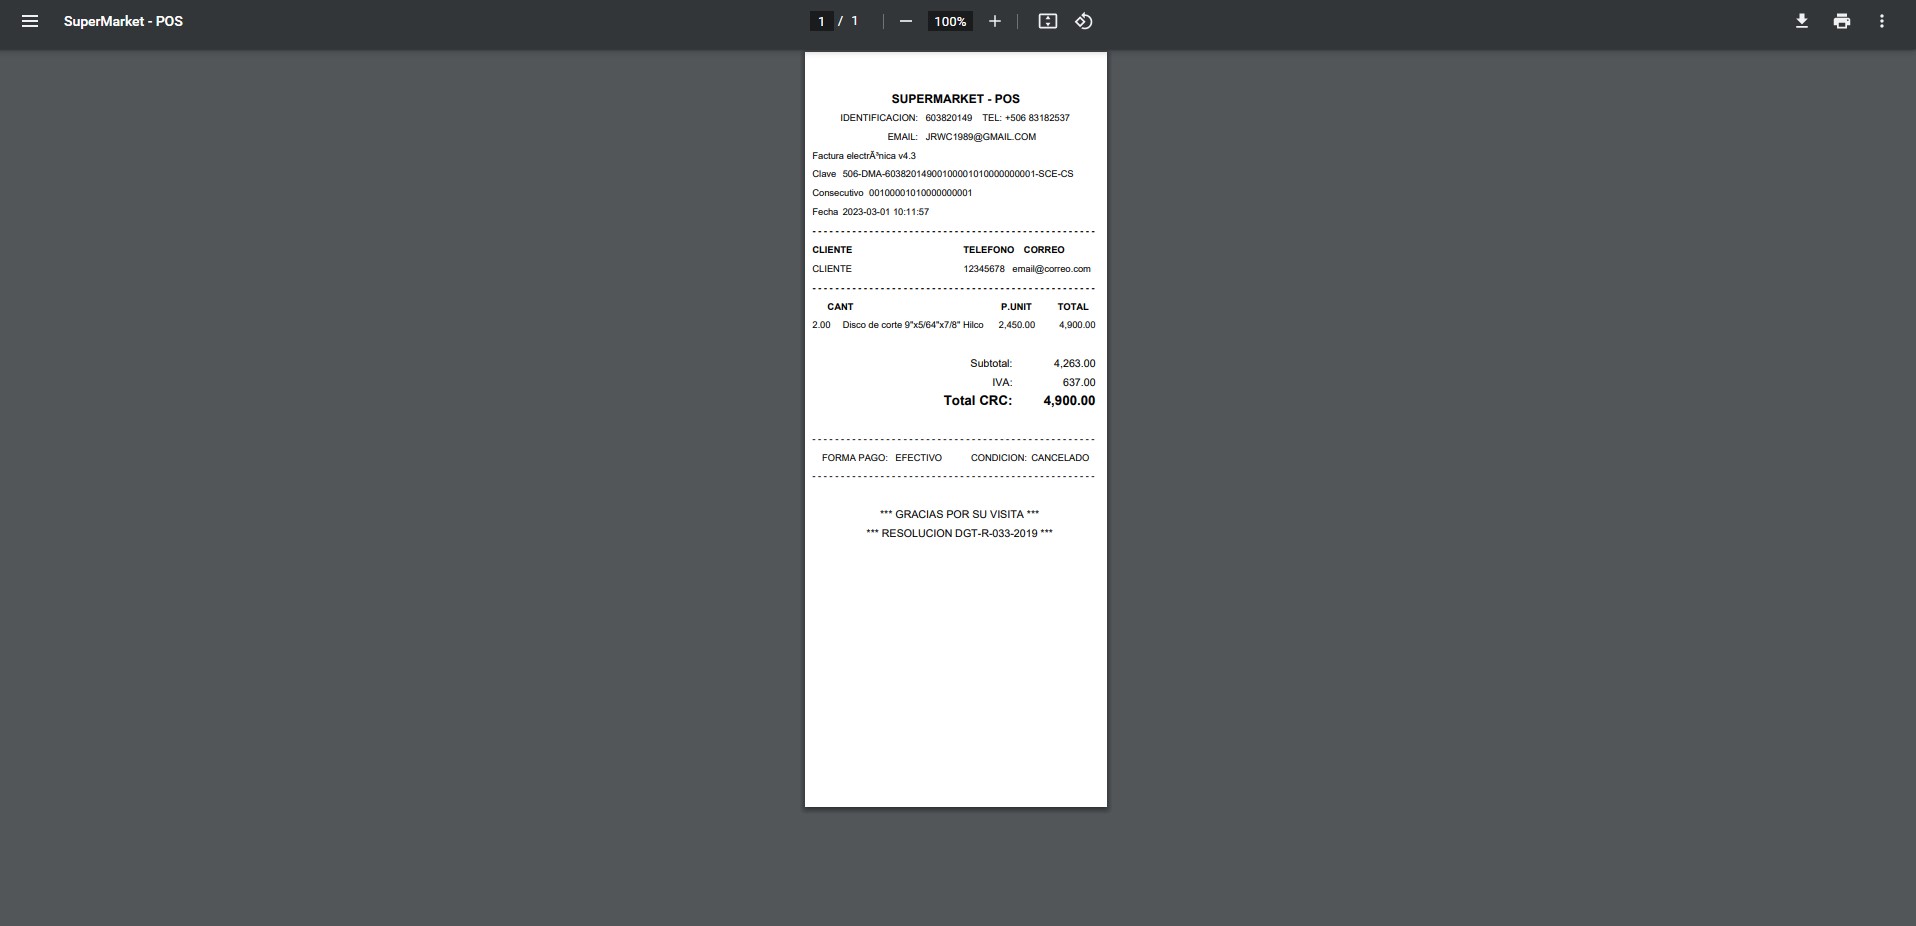 SuperMarket - POS
1 / 1
100%
SUPERMARKET - POS
IDENTIFICACION: 603820149 TEL: +506 83182537
EMAIL: JRWC1989@GMAIL.COM
Factura electrÃ³nica v4.3
Clave 506-DMA-60382014900100001010000000001-SCE-CS
Consecutivo 00100001010000000001
Fecha 2023-03-01 10:11:57
CLIENTE TELEFONO CORREO
CLIENTE 12345678 email@correo.com
CANT P.UNIT TOTAL
2.00 Disco de corte 9"x5/64"x7/8" Hilco 2,450.00 4,900.00
Subtotal: 4,263.00
IVA: 637.00
Total CRC: 4,900.00
FORMA PAGO: EFECTIVO CONDICION: CANCELADO
*** GRACIAS POR SU VISITA ***
*** RESOLUCION DGT-R-033-2019 ***